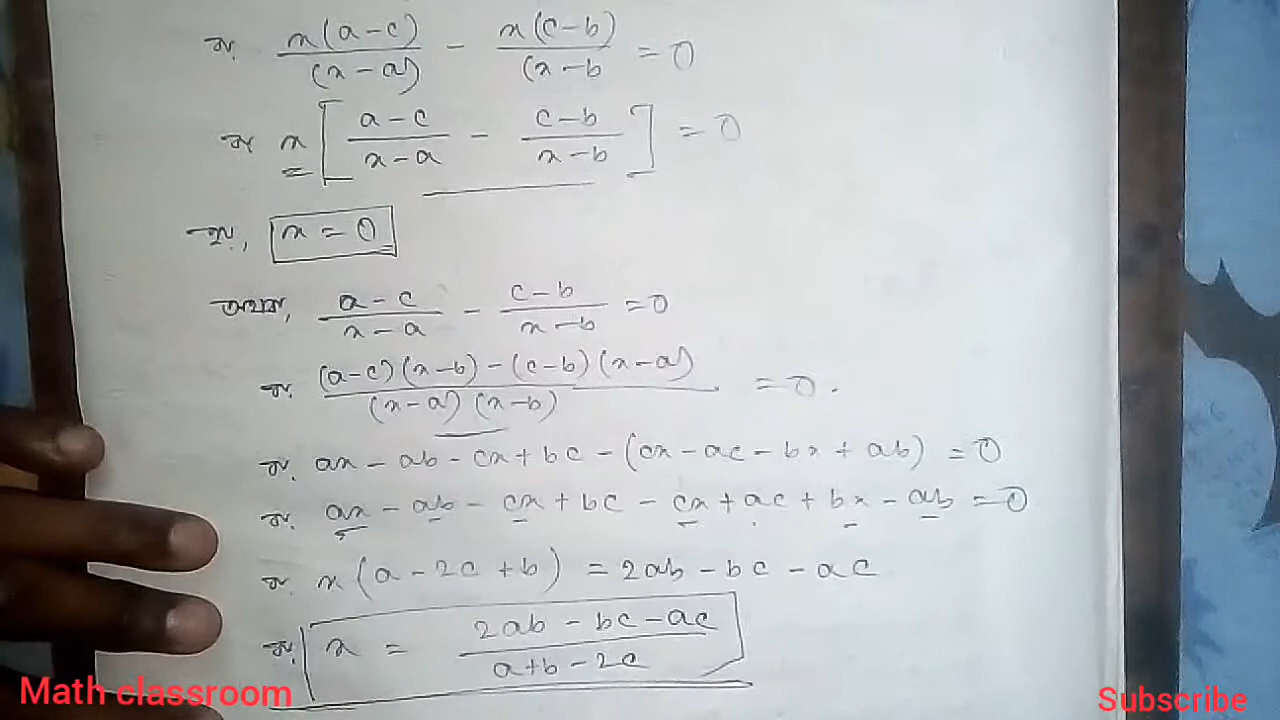 বা, x(a-c)/(x-a) - x(c-b)/(x-b = 0
বা x[a-c/x-a - c-b/x-b] = 0
হয়, x = 0
অথবা, a-c/x-a - c-b/x-b = 0
বা, (a-c)(x-b)-(c-b)(x-a)/(x-a)(x-b) = 0.
বা, ax-ab-cx+bc-(cx-ac-bx+ab) = 0
বা, ax-ab-cx+bc-cx+ac+bx-ab = 0
বা, x(a-2c+b) = 2ab-bc-ac
বা, x = 2ab-bc-ac/a+b-2c
Math classroom
Subscribe